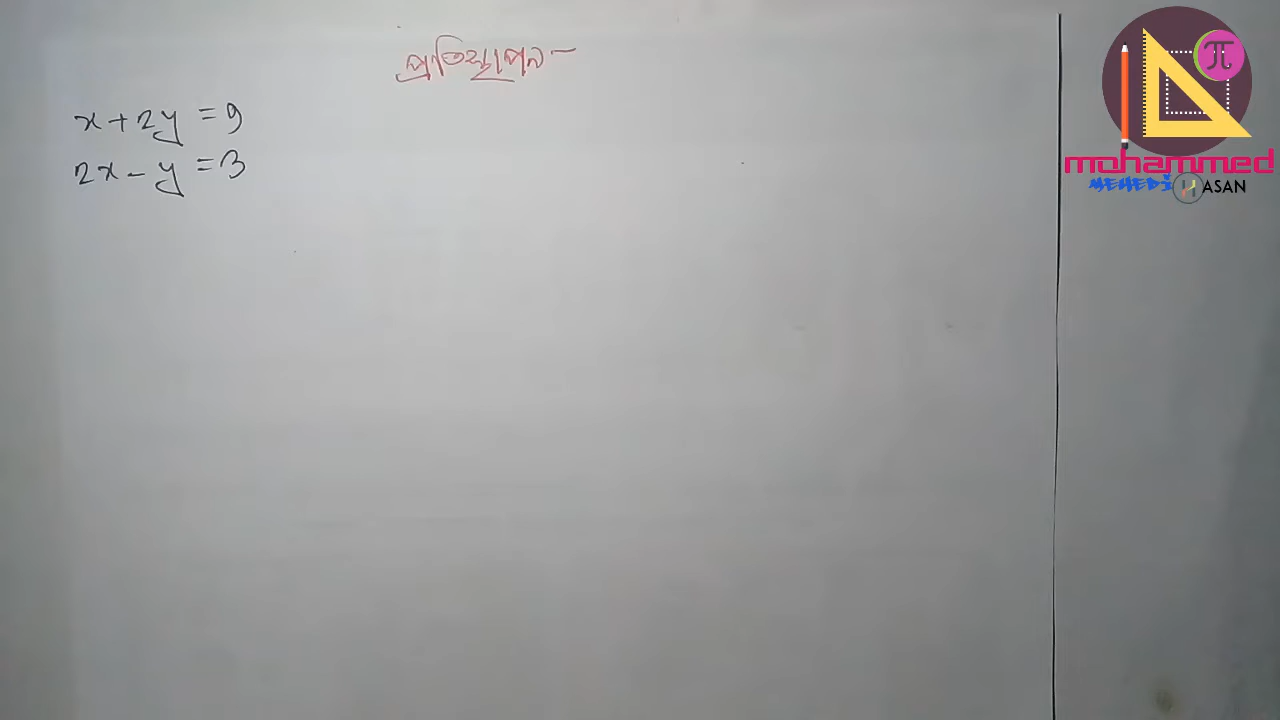 প্রতিস্থাপন -
x + 2y = 9
2x - y = 3
π
mohammed
MEHEDI HASAN